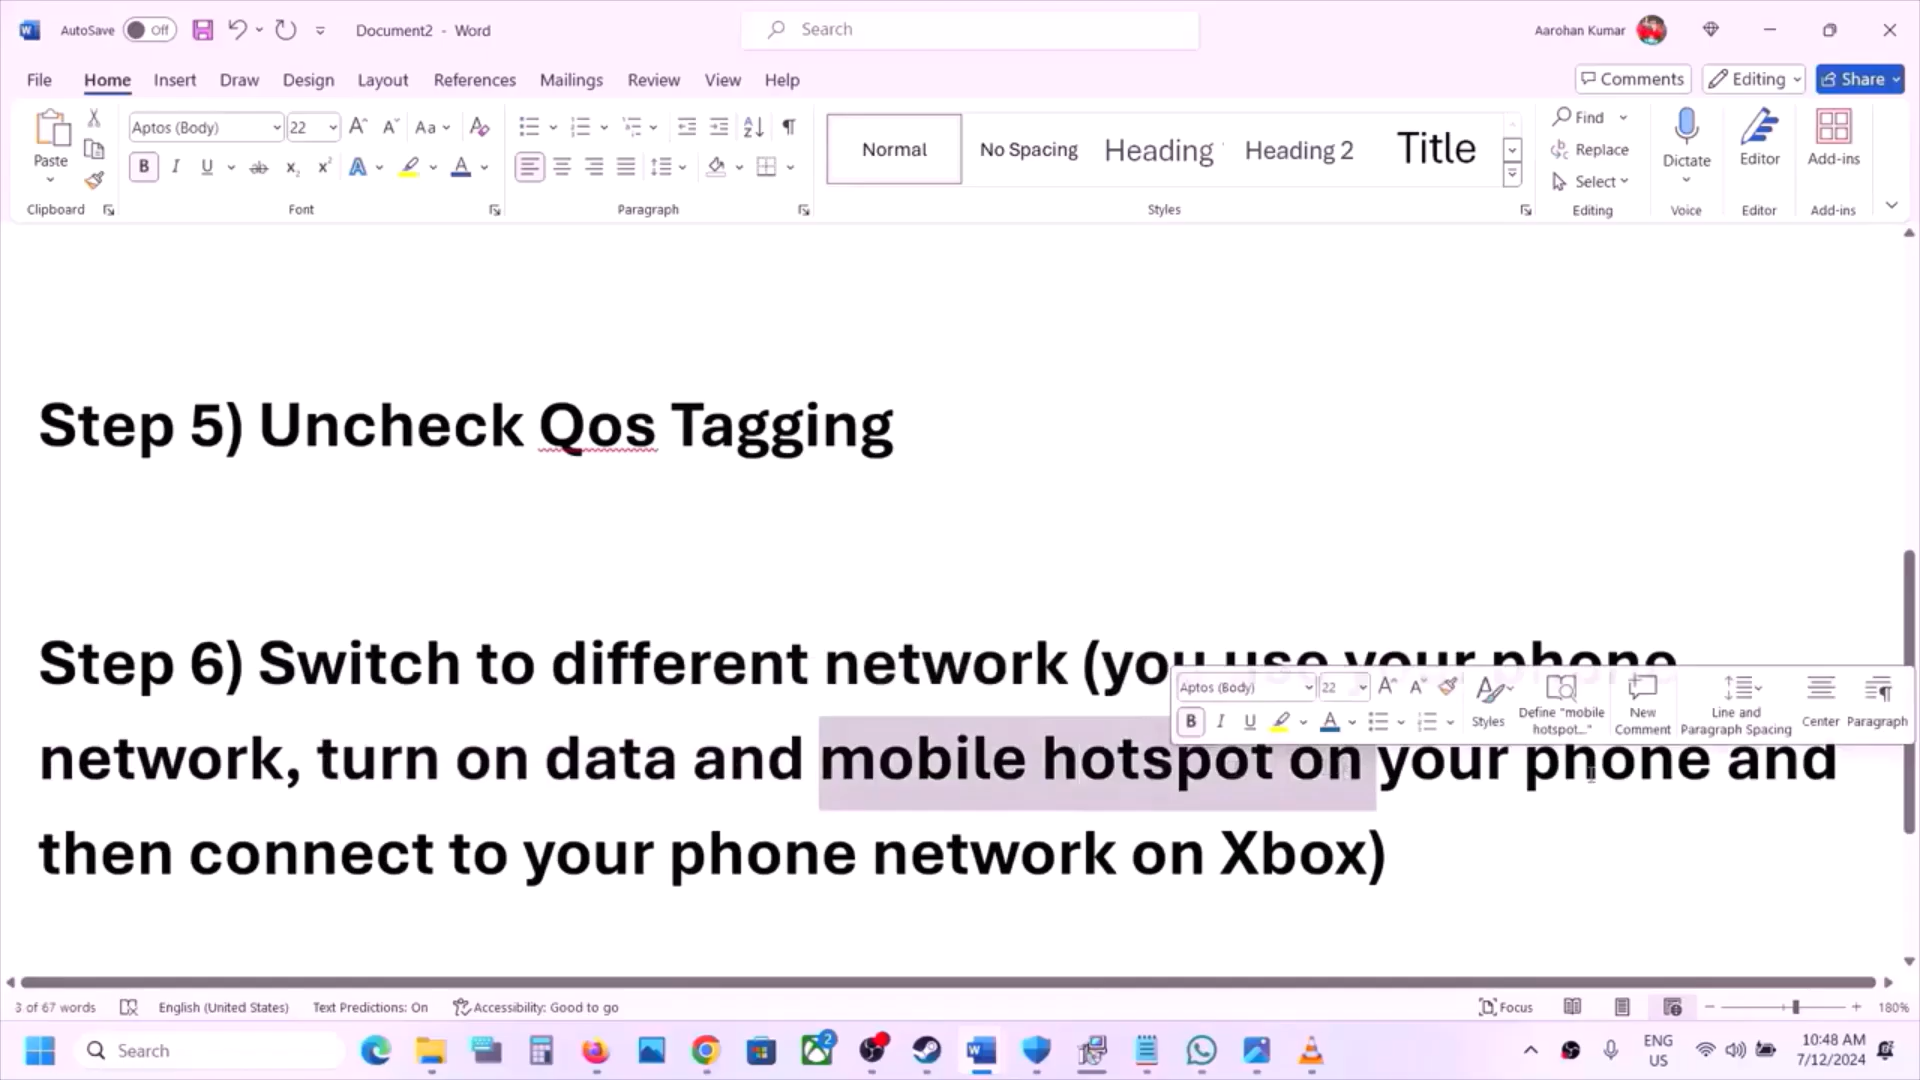 AutoSave Off Document2 - Word Search Aarohan Kumar
File Home Insert Draw Design Layout References Mailings Review View Help Comments Editing Share
Paste Aptos (Body) 22 Aa B I U ab x₂ x² A A Normal No Spacing Heading Heading 2 Title Find Replace Select Dictate Editor Add-ins
Clipboard Font Paragraph Styles Editing Voice Editor Add-ins
Step 5) Uncheck Qos Tagging
Step 6) Switch to different network (you use your phone
Aptos (Body) 22 A A
B I U A Styles Define "mobile hotspot..." New Comment Line and Paragraph Spacing Center Paragraph
network, turn on data and mobile hotspot on your phone and
then connect to your phone network on Xbox)
3 of 67 words English (United States) Text Predictions: On Accessibility: Good to go Focus 180%
Search 2 ENG US 10:48 AM 7/12/2024